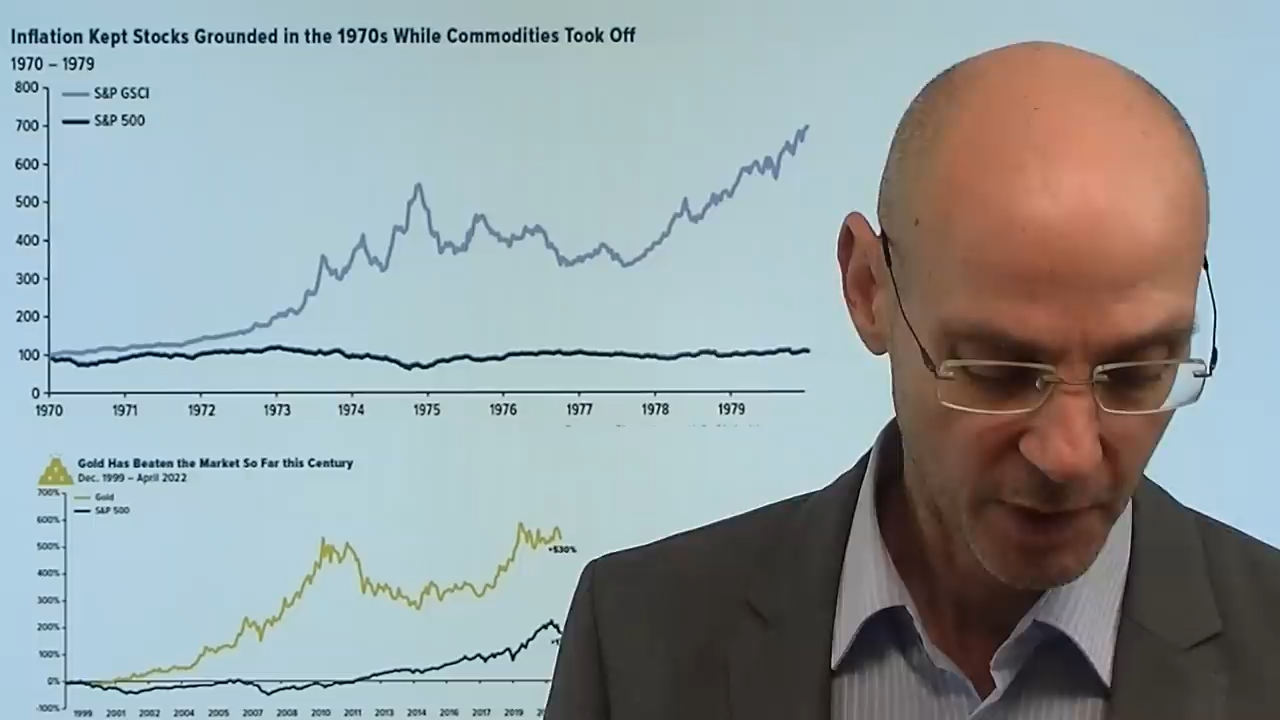 Inflation Kept Stocks Grounded in the 1970s While Commodities Took Off
1970 – 1979
800
S&P GSCI
700
S&P 500
600
500
400
300
200
100
0
1970 1971 1972 1973 1974 1975 1976 1977 1978 1979
Gold Has Beaten the Market So Far this Century
Dec. 1999 – April 2022
700%
Gold
S&P 500
600%
500%
+530%
400%
300%
200%
100%
0%
-100%
1999 2001 2002 2004 2005 2007 2008 2010 2011 2013 2014 2016 2017 2019